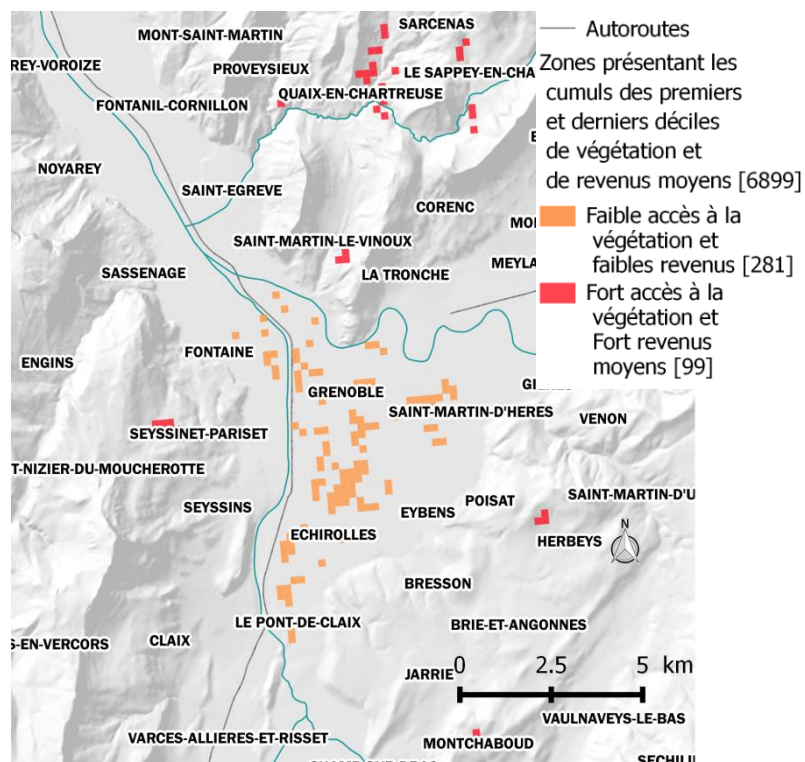 Autoroutes
Zones présentant les
cumuls des premiers
et derniers déciles
de végétation et
de revenus moyens [6899]
Faible accès à la
végétation et
faibles revenus [281]
Fort accès à la
végétation et
Fort revenus
moyens [99]
SARCENAS
MONT-SAINT-MARTIN
REY-VOROIZE
PROVEYSIEUX
LE SAPPEY-EN-CHA
QUAIX-EN-CHARTREUSE
FONTANIL-CORNILLON
NOYAREY
SAINT-EGREVE
CORENC
SAINT-MARTIN-LE-VINOUX
MEYLA
SASSENAGE
LA TRONCHE
ENGINS
FONTAINE
GRENOBLE
SAINT-MARTIN-D'HERES
VENON
SEYSSINET-PARISET
T-NIZIER-DU-MOUCHEROTTE
SAINT-MARTIN-D'U
POISAT
SEYSSINS
EYBENS
N
ECHIROLLES
HERBEYS
BRESSON
LE PONT-DE-CLAIX
BRIE-ET-ANGONNES
S-EN-VERCORS
CLAIX
0 2.5 5 km
JARRIE
VAULNAVEYS-LE-BAS
VARCES-ALLIERES-ET-RISSET
MONTCHABOUD
SECHILI